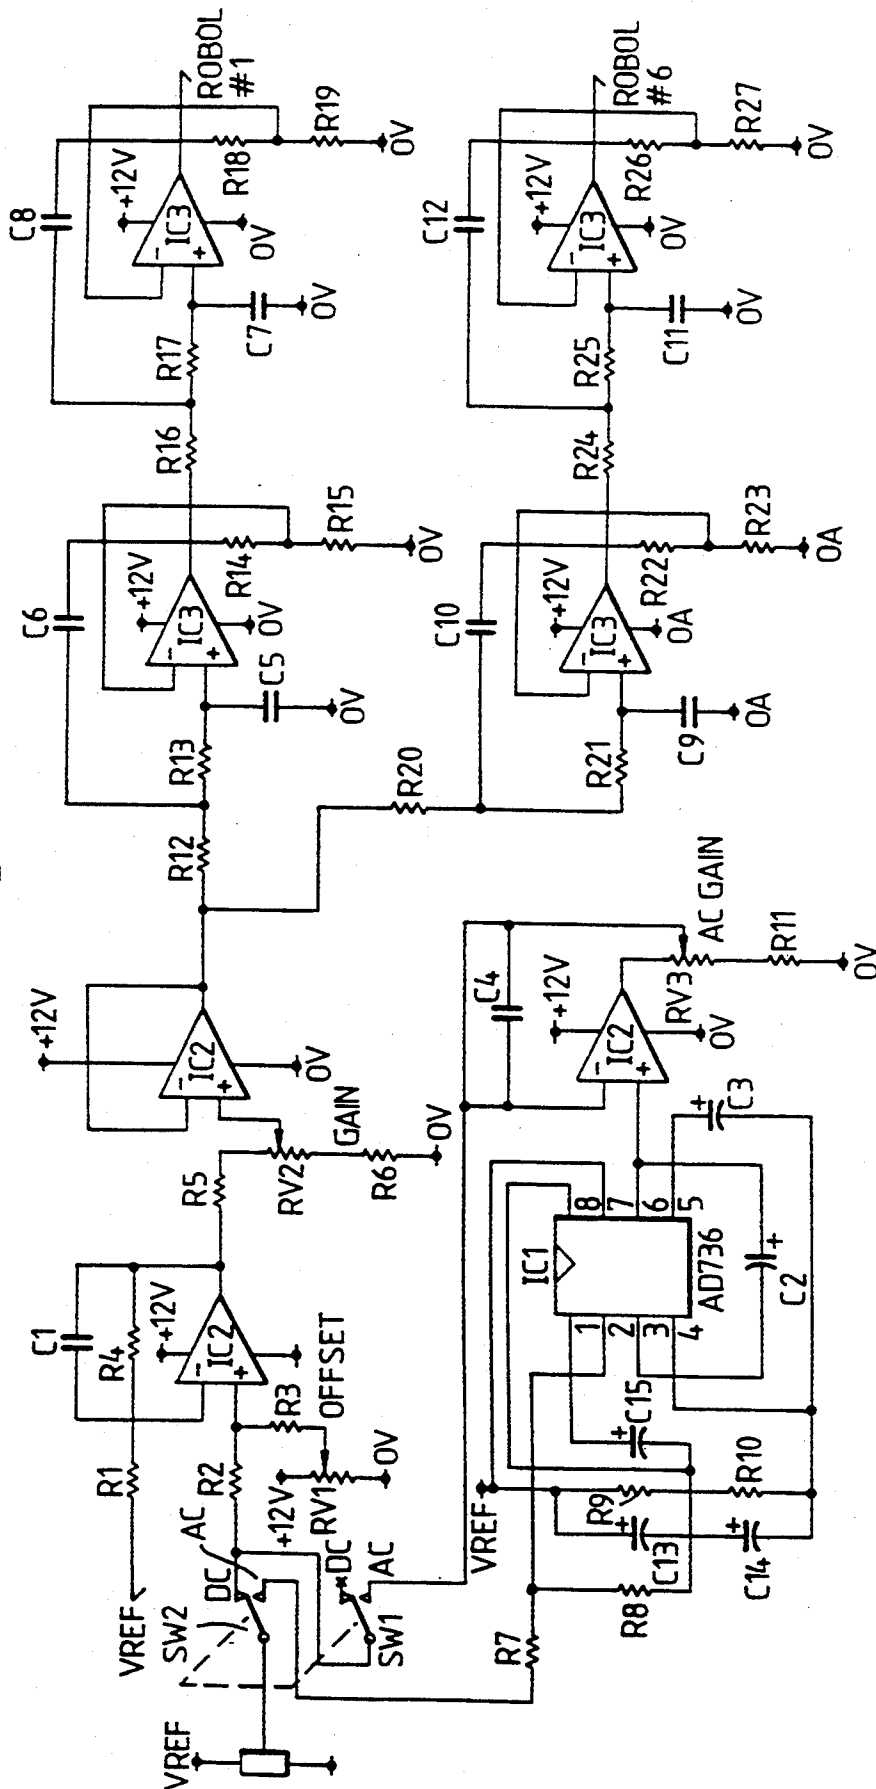 VREF
VREF
SW2
DC
AC
SW1
DC
AC
R1
R2
R3
+12V
RV1
OFFSET
0V
C1
R4
+12V
IC2
-
+
R5
RV2
GAIN
R6
0V
+12V
IC2
-
+
0V
R12
R13
C5
0V
C6
+12V
IC3
-
+
0V
R14
R15
0V
R16
R17
C7
0V
C8
+12V
IC3
-
+
0V
R18
R19
0V
ROBOL
#1
R20
R21
C9
0A
C10
+12V
IC3
-
+
0A
R22
R23
0A
R24
R25
C11
0V
C12
+12V
IC3
-
+
0V
R26
R27
0V
ROBOL
#6
R7
R8
VREF
R9
R10
C13
+
C14
+
C15
+
IC1
AD736
1
2
3
4
8
7
6
5
C2
+
C3
+
C4
+12V
IC2
-
+
0V
RV3
AC GAIN
R11
0V